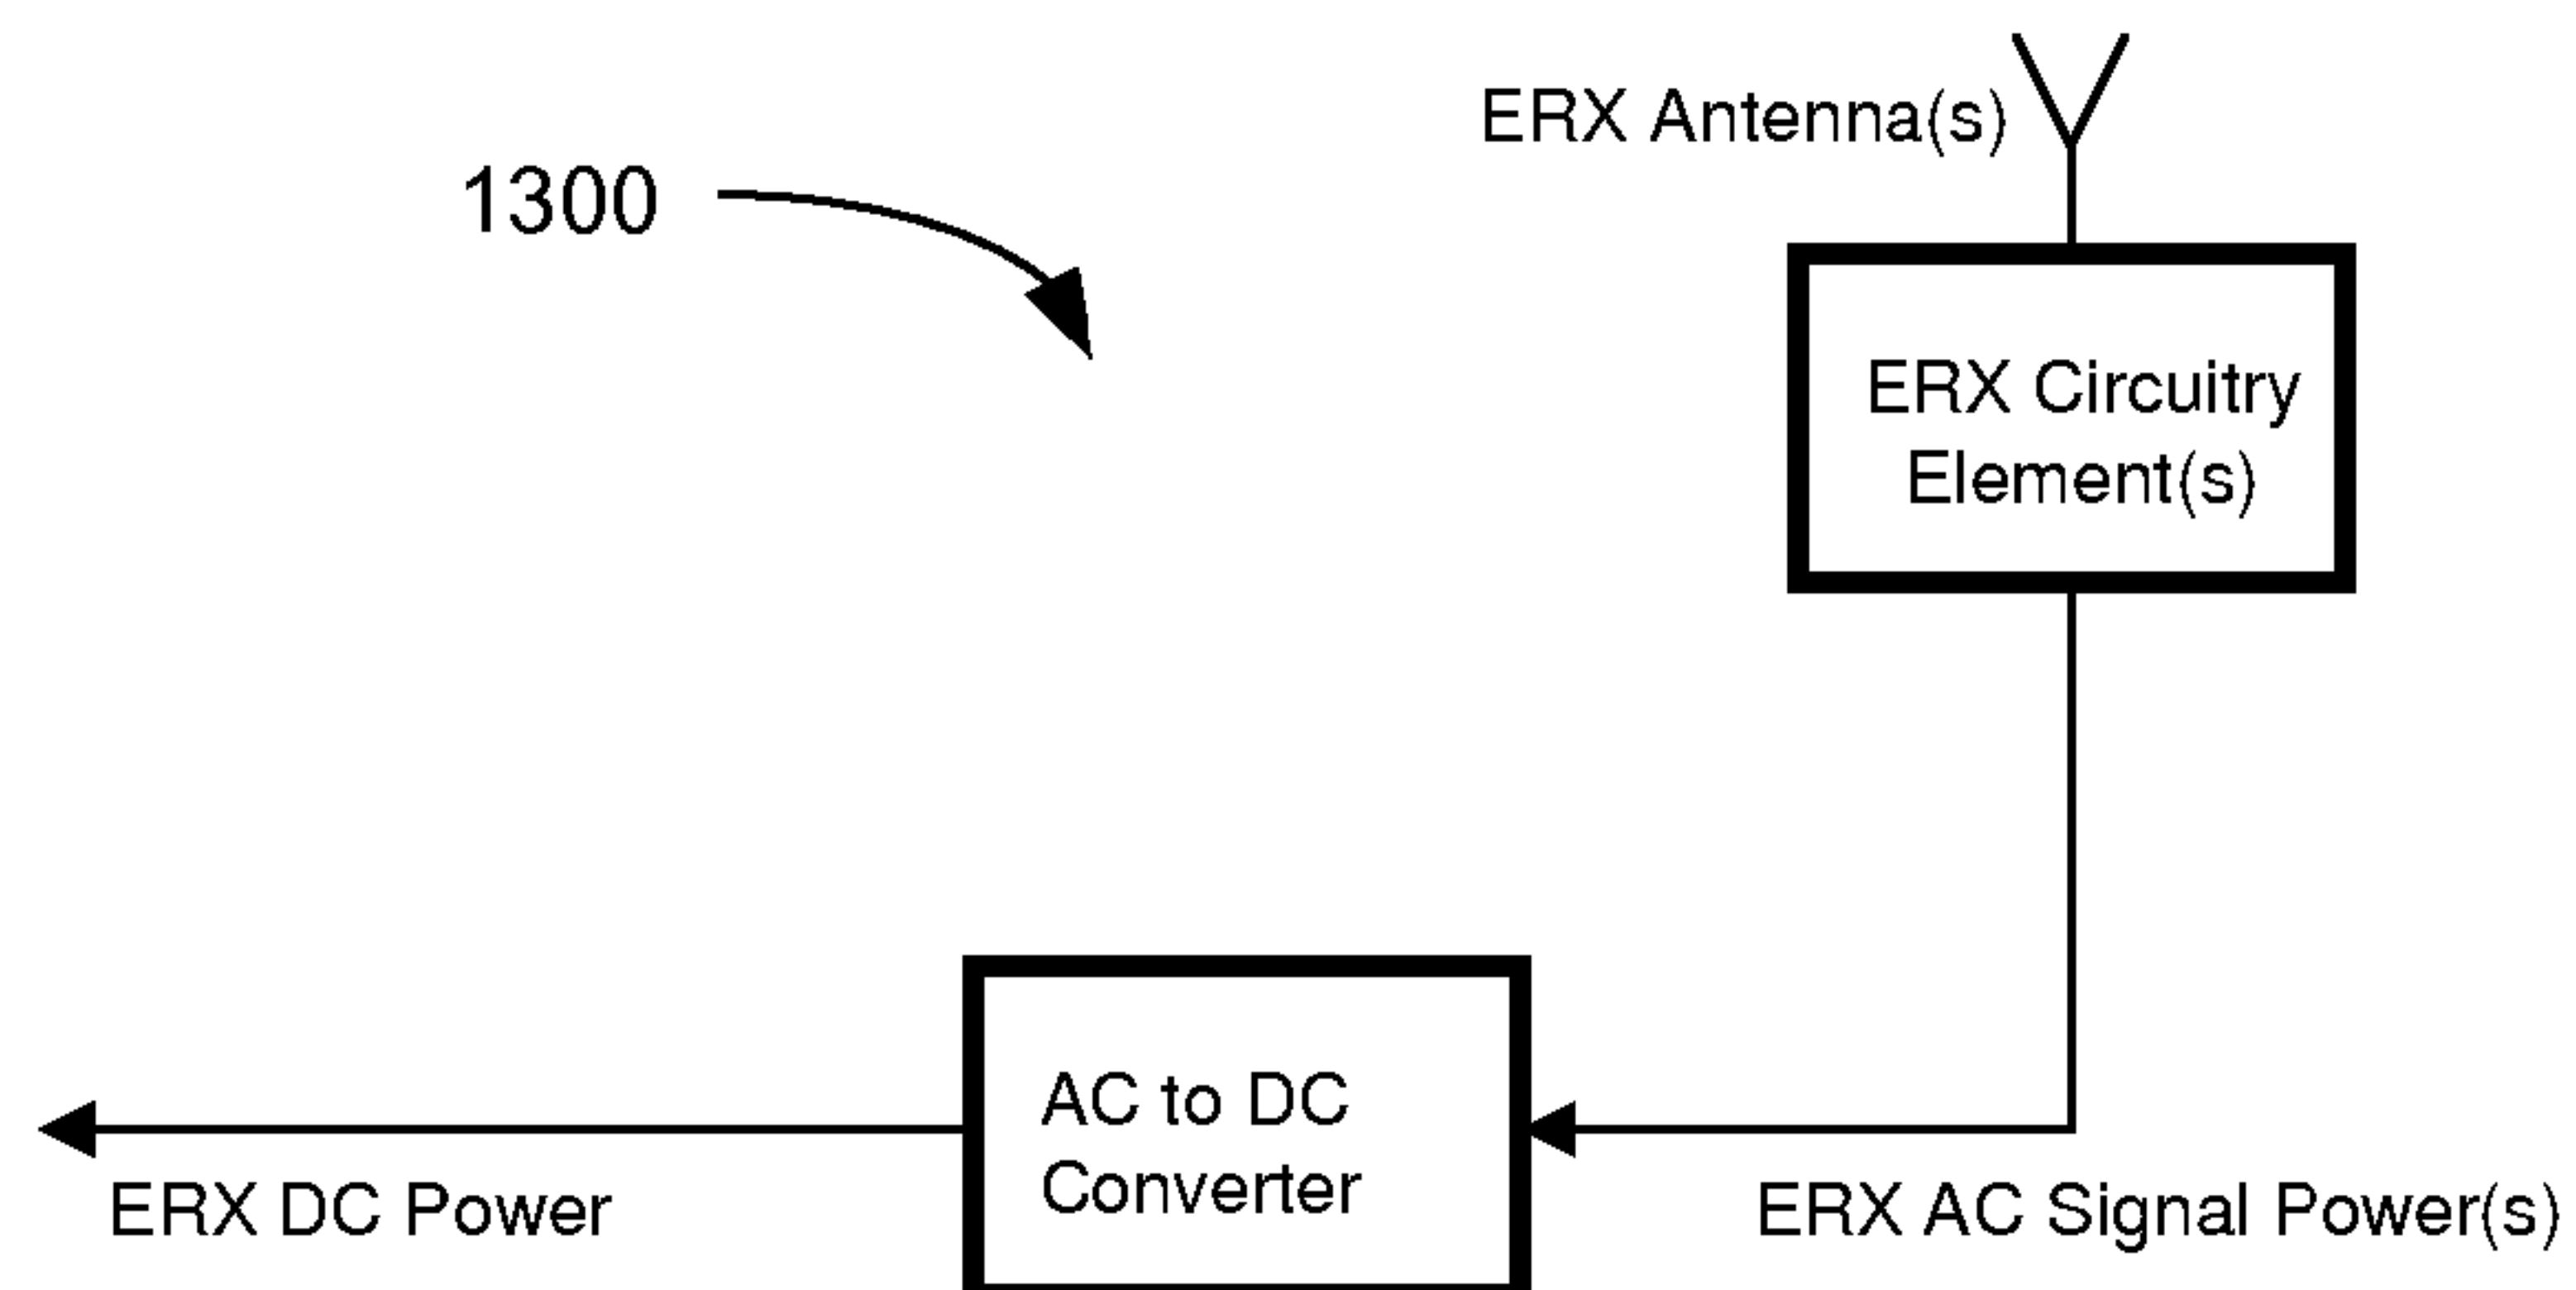 ERX Antenna(s)
1300
ERX Circuitry
Element(s)
AC to DC
Converter
ERX DC Power
ERX AC Signal Power(s)